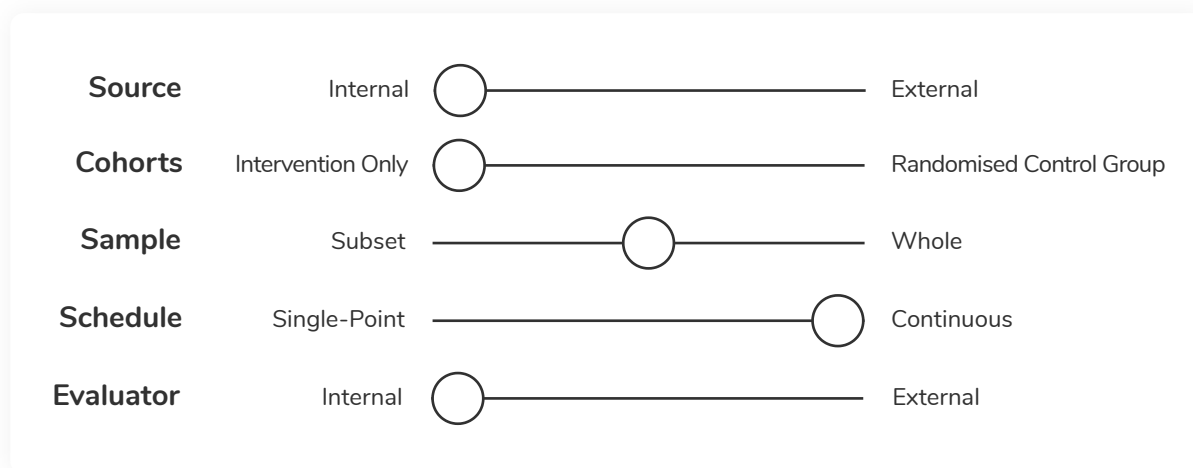 Source Internal External
Cohorts Intervention Only Randomised Control Group
Sample Subset Whole
Schedule Single-Point Continuous
Evaluator Internal External